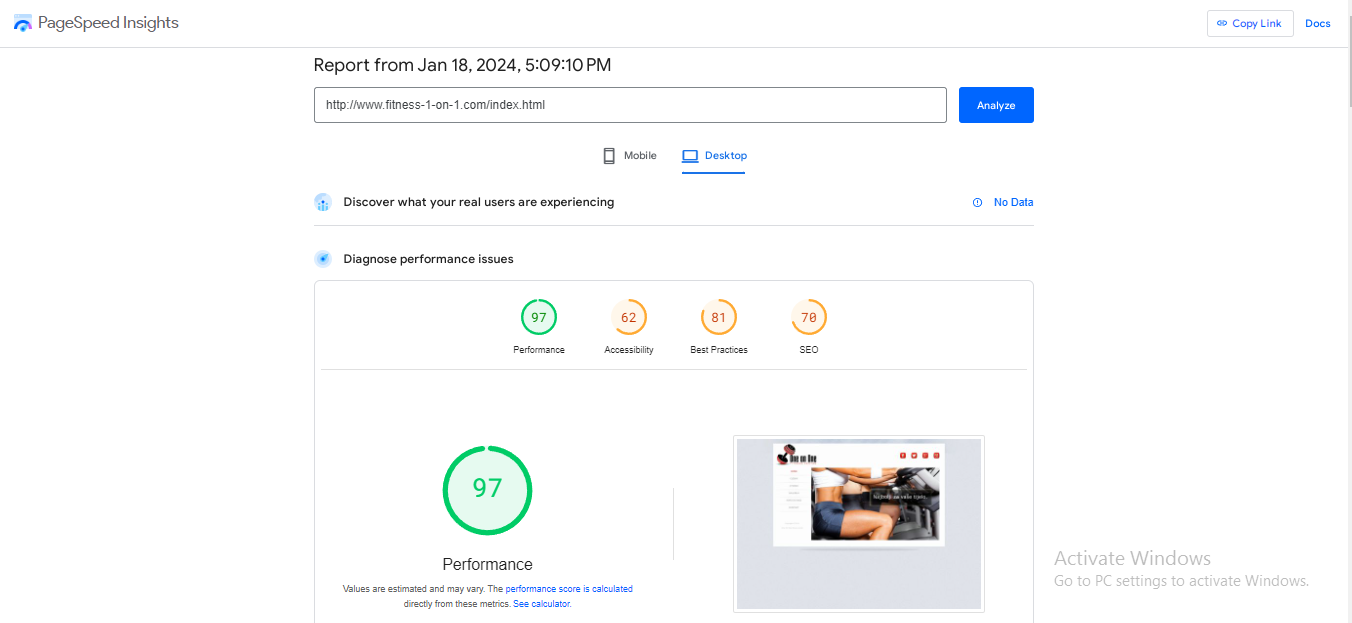 PageSpeed Insights
Copy Link
Docs
Report from Jan 18, 2024, 5:09:10 PM
http://www.fitness-1-on-1.com/index.html
Analyze
Mobile
Desktop
Discover what your real users are experiencing
No Data
Diagnose performance issues
97
62
81
70
Performance
Accessibility
Best Practices
SEO
97
One on One
Performance
Values are estimated and may vary. The performance score is calculated
directly from these metrics. See calculator.
Activate Windows
Go to PC settings to activate Windows.